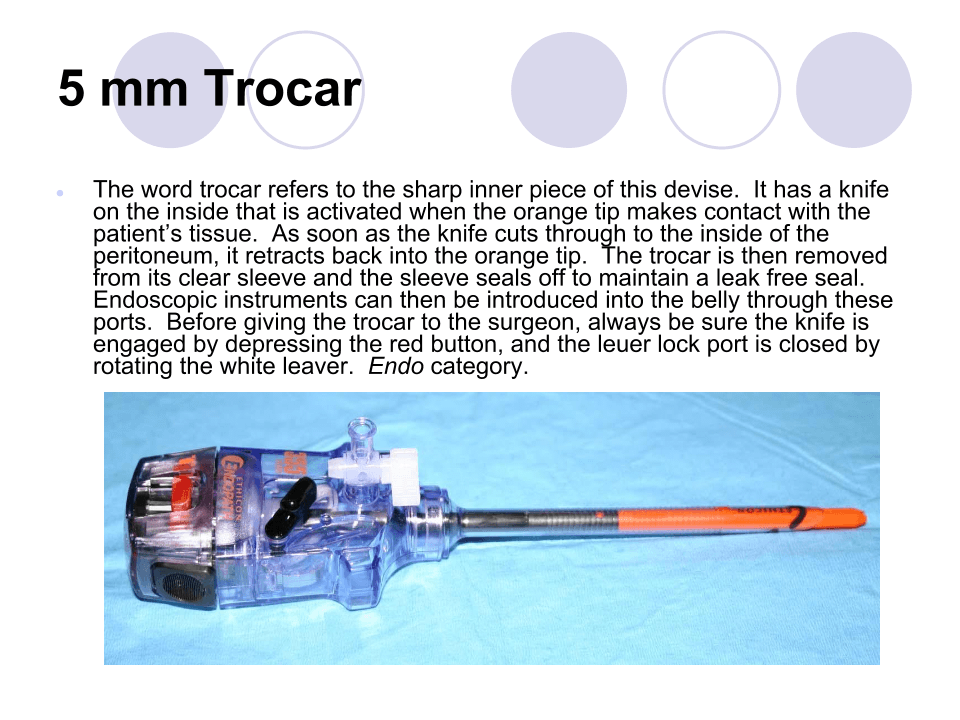 5 mm Trocar
The word trocar refers to the sharp inner piece of this devise.  It has a knife
on the inside that is activated when the orange tip makes contact with the
patient’s tissue.  As soon as the knife cuts through to the inside of the
peritoneum, it retracts back into the orange tip.  The trocar is then removed
from its clear sleeve and the sleeve seals off to maintain a leak free seal.
Endoscopic instruments can then be introduced into the belly through these
ports.  Before giving the trocar to the surgeon, always be sure the knife is
engaged by depressing the red button, and the leuer lock port is closed by
rotating the white leaver.  Endo category.
ETHICON
ETHICON